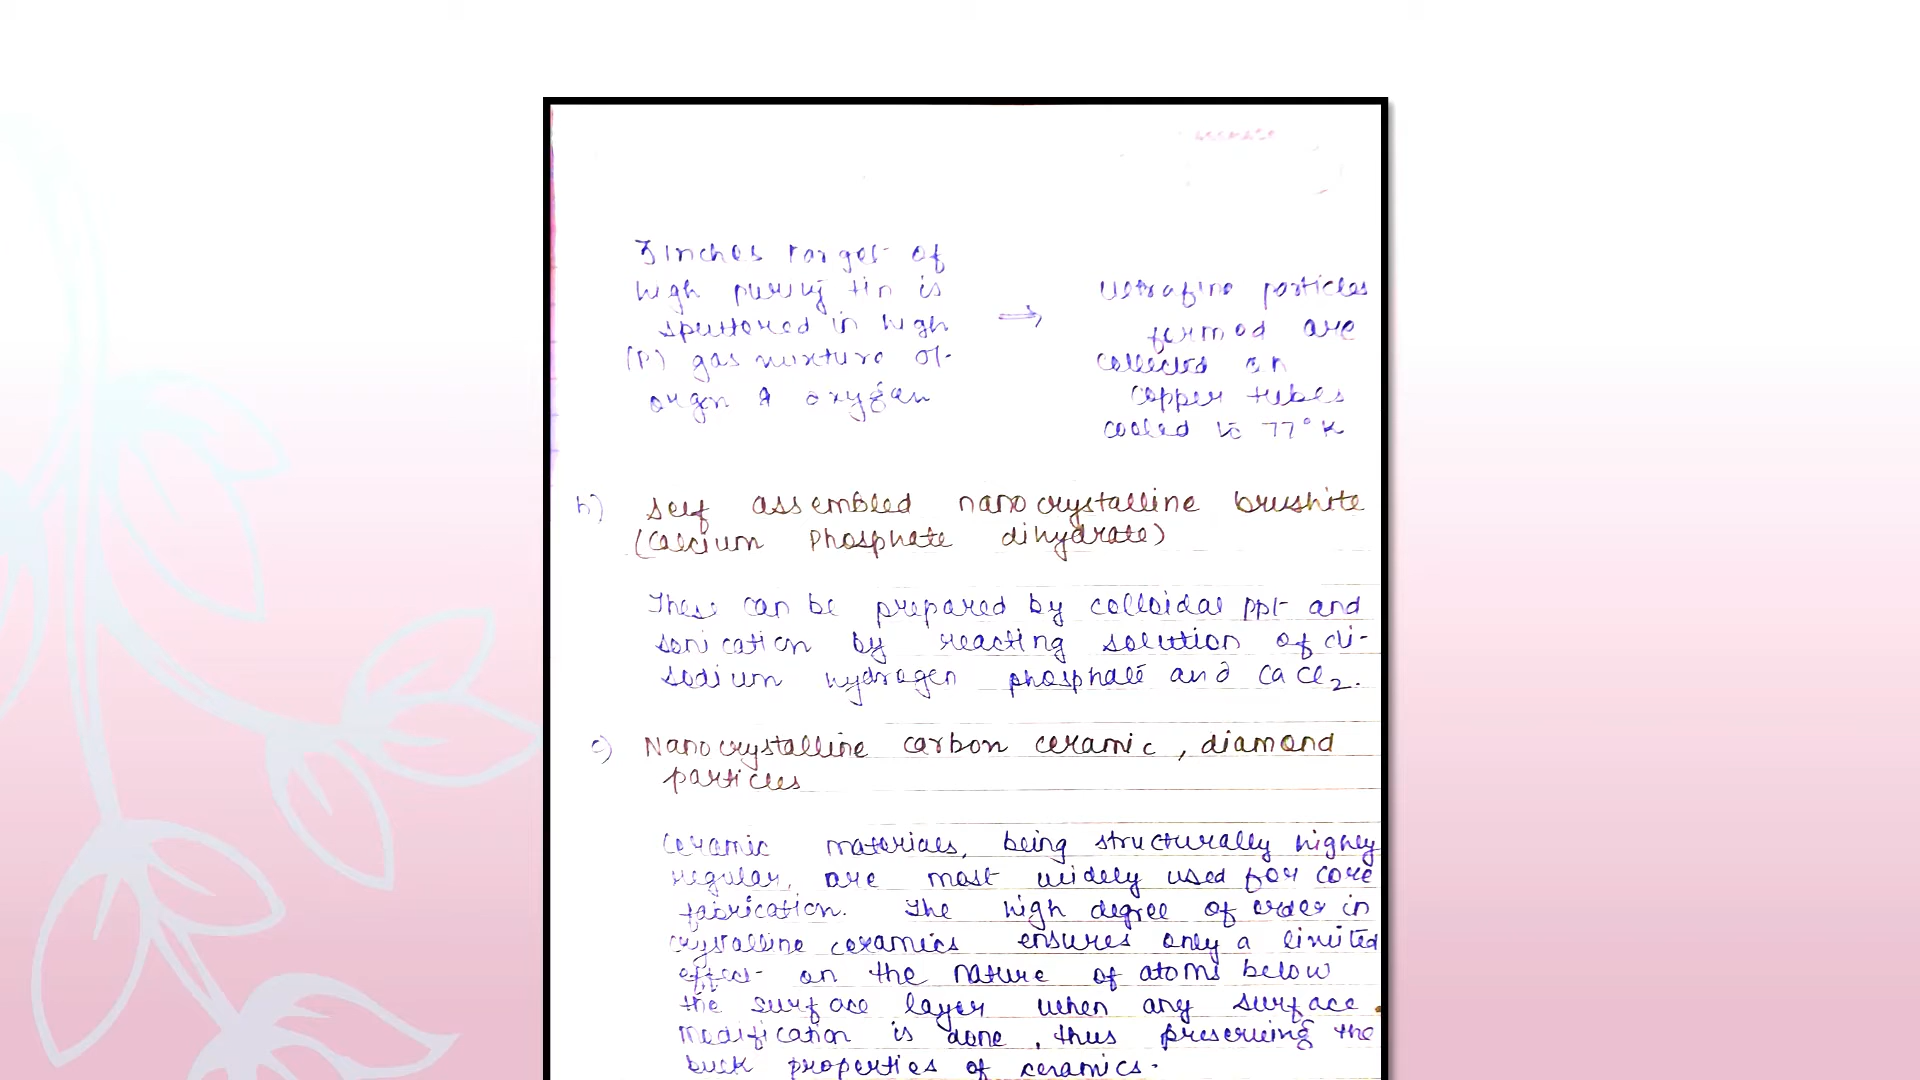 3 inches target of
high purity tin is
sputtered in high
(P) gas mixture of
argon & oxygen
⇒
Ultrafine particles
formed are
collected on
copper tubes
cooled to 77°K
b) Self assembled nanocrystalline brushite
(Calcium Phosphate dihydrate)
These can be prepared by colloidal ppt and
sonication by reacting solution of di-
sodium hydrogen phosphate and CaCl₂.
c) Nanocrystalline carbon ceramic, diamond
particles
Ceramic materials, being structurally highly
regular, are most widely used for core
fabrication. The high degree of order in
crystalline ceramics ensures only a limited
effect on the nature of atoms below
the surface layer when any surface
modification is done, thus preserving the
bulk properties of ceramics.